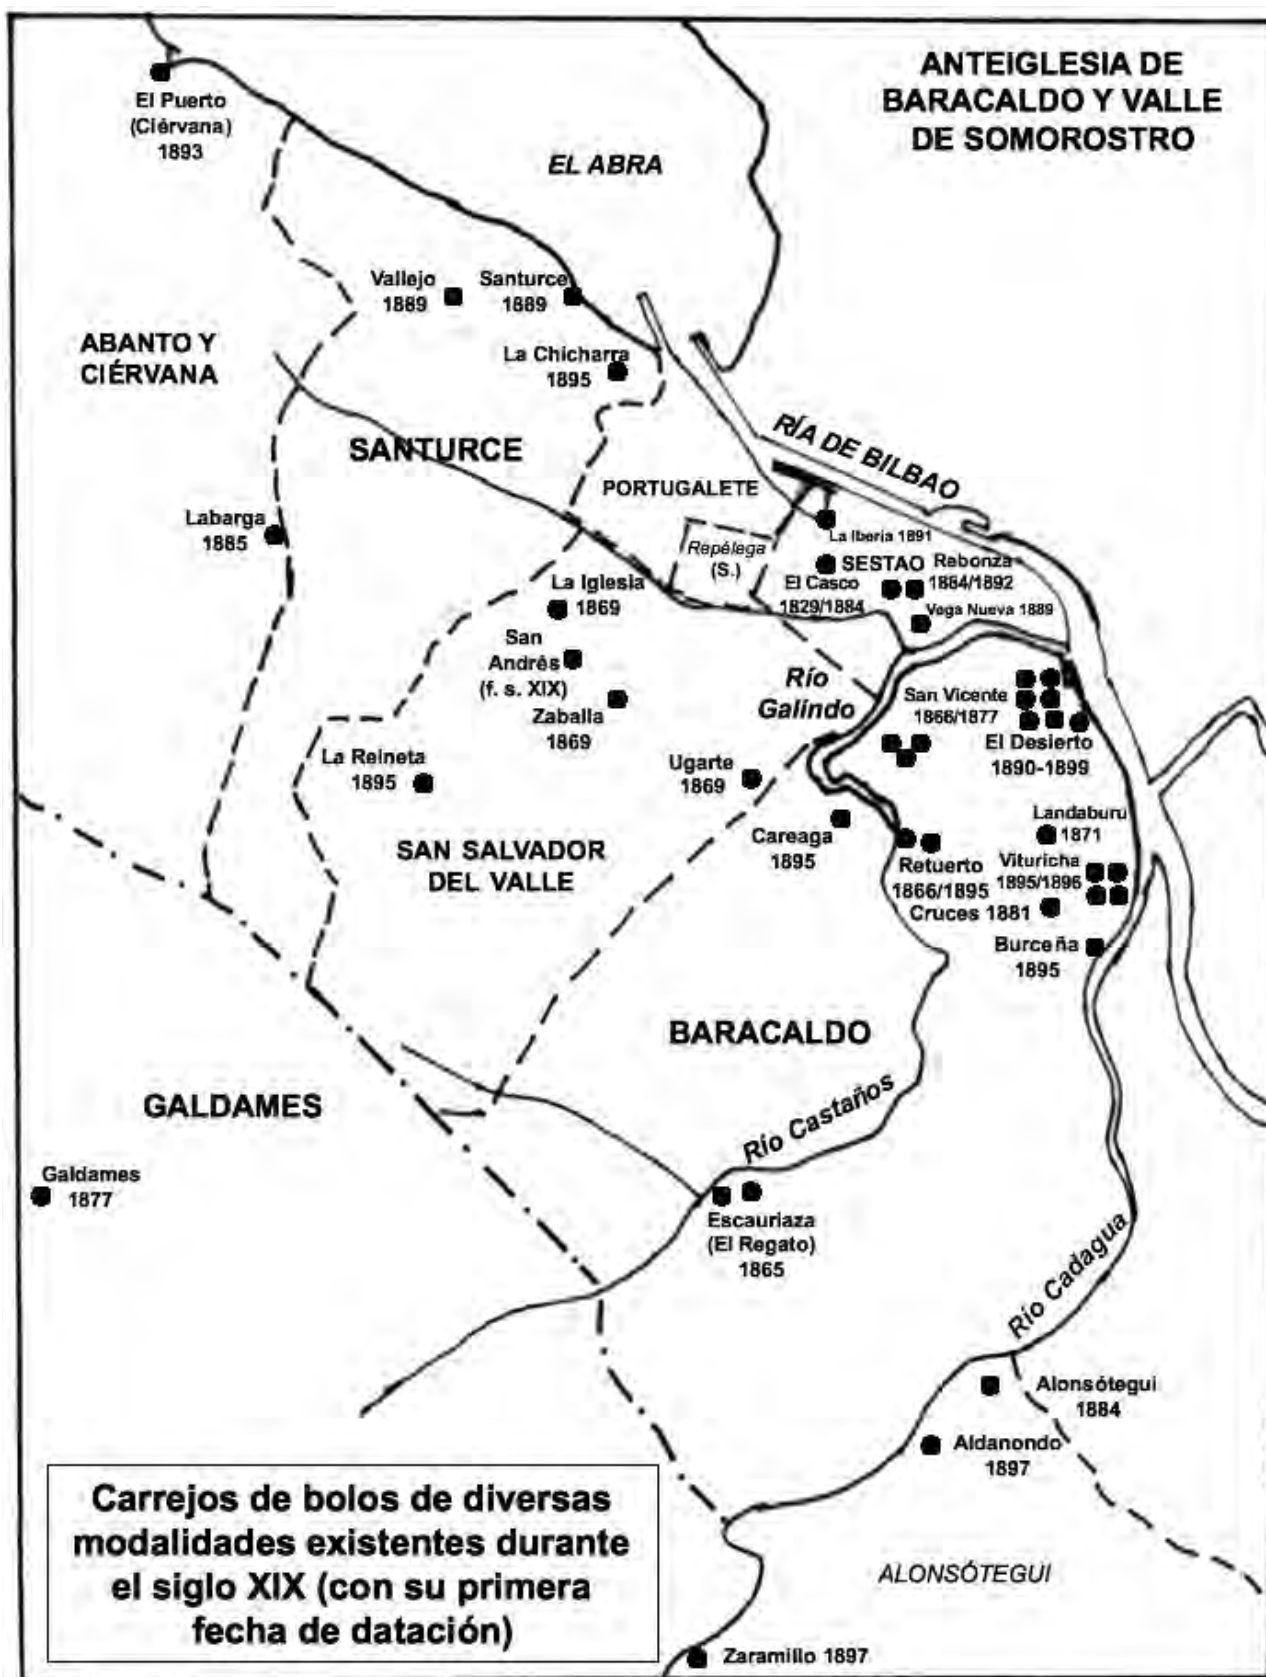 ANTEIGLESIA DE
BARACALDO Y VALLE
DE SOMOROSTRO
El Puerto
(Ciérvana)
1893
EL ABRA
Vallejo
1889
Santurce
1889
ABANTO Y
CIÉRVANA
La Chicharra
1895
SANTURCE
RÍA DE BILBAO
PORTUGALETE
Labarga
1885
La Iberia 1891
Repélega
(S.)
SESTAO
Rebonza
1884/1892
El Casco
1829/1884
Vega Nueva 1889
La Iglesia
1869
San
Andrés
(f. s. XIX)
Zaballa
1869
Río
Galindo
San Vicente
1866/1877
El Desierto
1890-1899
La Reineta
1895
Ugarte
1869
Careaga
1895
Landaburu
1871
SAN SALVADOR
DEL VALLE
Retuerto
1866/1895
Vituricha
1895/1896
Cruces 1881
Burceña
1895
BARACALDO
GALDAMES
Río Castaños
Galdames
1877
Escauriaza
(El Regato)
1865
Río Cadagua
Alonsótegui
1884
Aldanondo
1897
ALONSÓTEGUI
Carrejos de bolos de diversas
modalidades existentes durante
el siglo XIX (con su primera
fecha de datación)
Zaramillo 1897